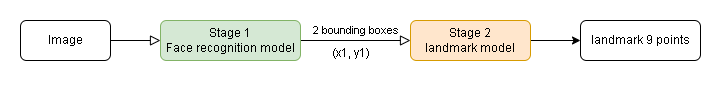 Image
Stage 1
Face recognition model
2 bounding boxes
(x1, y1)
Stage 2
landmark model
landmark 9 points